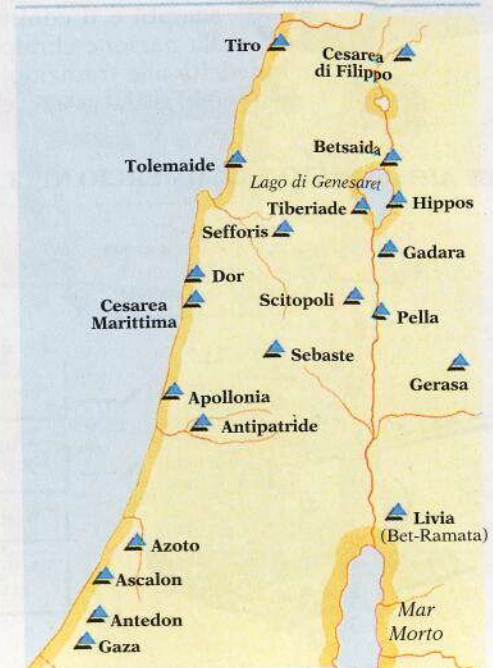 Tiro
Cesarea
di Filippo
Betsaida
Tolemaide
Lago di Genesaret
Tiberiade
Hippos
Sefforis
Gadara
Dor
Cesarea
Marittima
Scitopoli
Pella
Sebaste
Gerasa
Apollonia
Antipatride
Livia
(Bet-Ramata)
Azoto
Ascalon
Antedon
Gaza
Mar
Morto